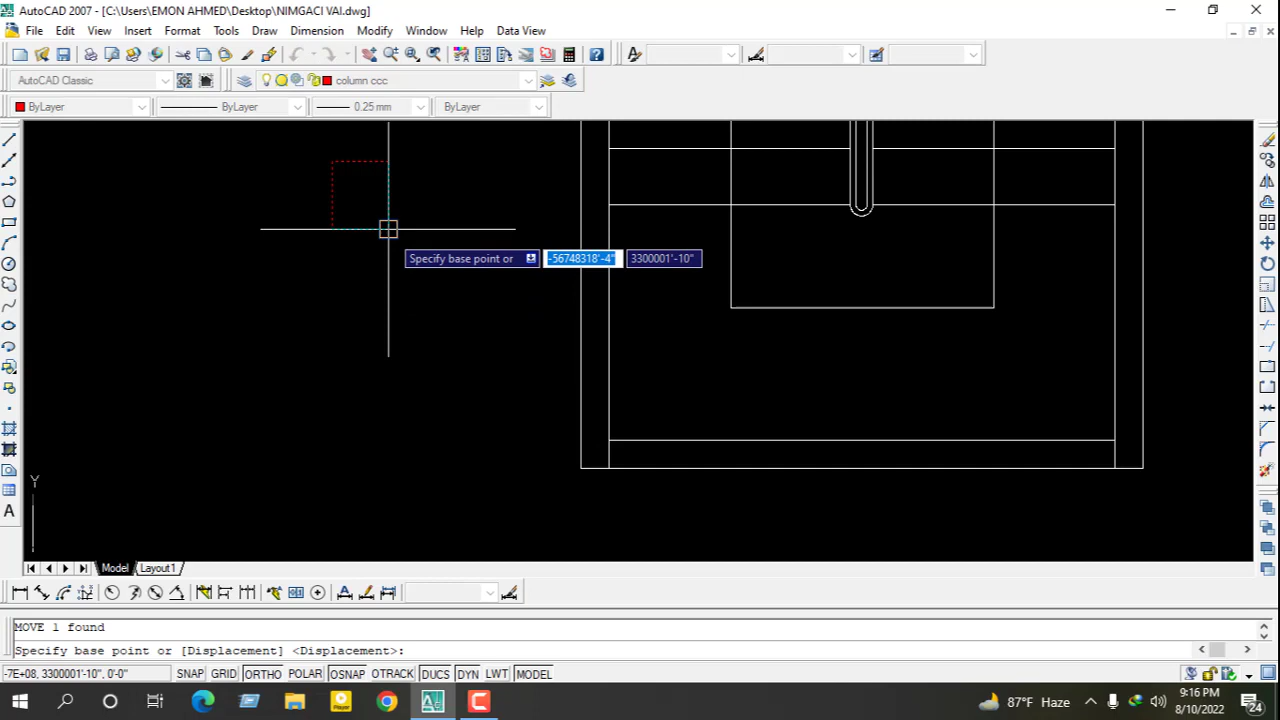 AutoCAD 2007 - [C:\Users\EMON AHMED\Desktop\NIMGACI VAI.dwg]
File Edit View Insert Format Tools Draw Dimension Modify Window Help Data View
AutoCAD Classic column ccc
ByLayer ByLayer 0.25 mm ByLayer
Specify base point or -56748318'-4" 3300001'-10"
Y
A
Model Layout1
MOVE 1 found
Specify base point or [Displacement] <Displacement>:
-7E+08, 3300001'-10", 0'-0" SNAP GRID ORTHO POLAR OSNAP OTRACK DUCS DYN LWT MODEL
87°F Haze 9:16 PM
8/10/2022 24